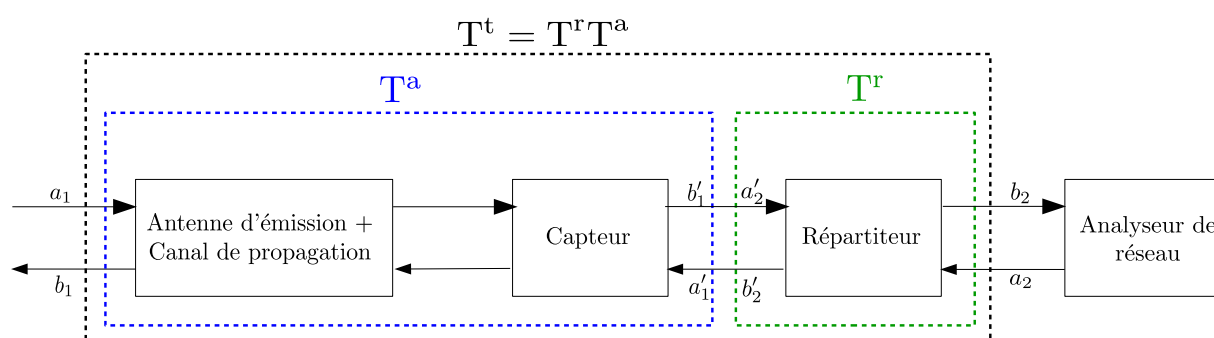 Tᵗ = TʳTᵃ
Tᵃ
Tʳ
a₁
b₁
Antenne d'émission +
Canal de propagation
Capteur
b′₁
a′₂
a′₁
b′₂
Répartiteur
b₂
a₂
Analyseur de
réseau